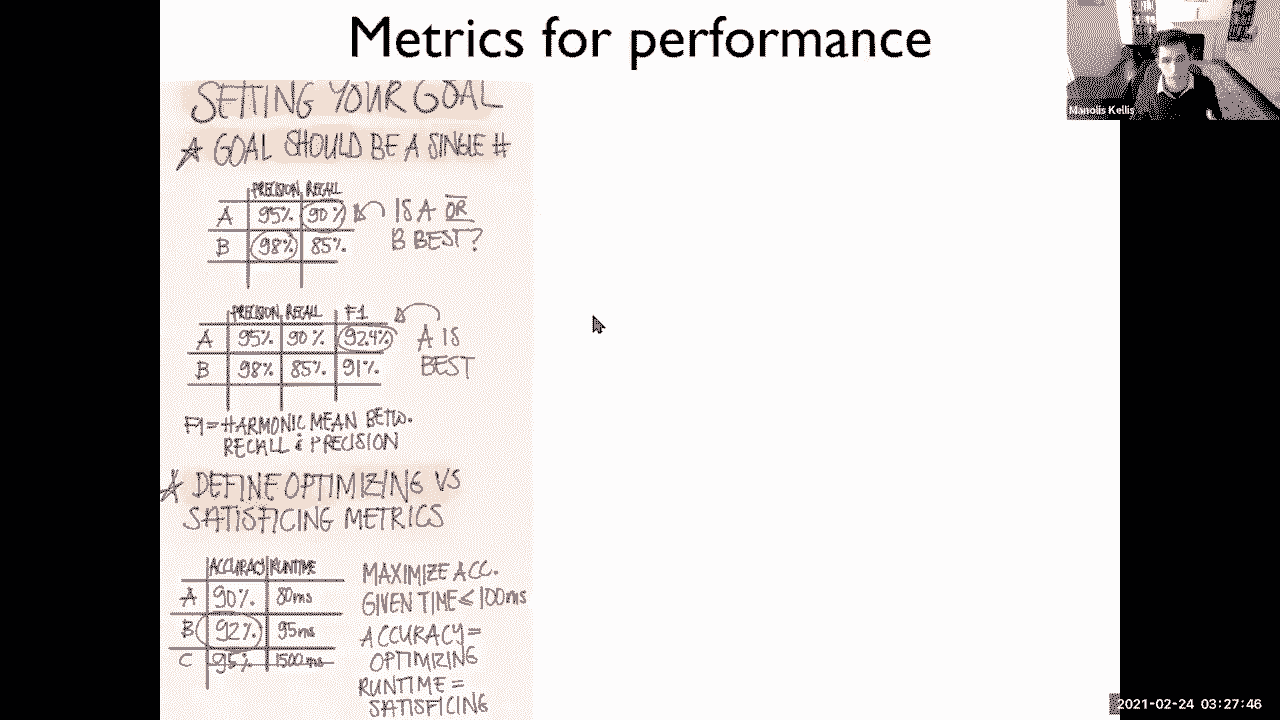 Metrics for performance
Manolis Kellis
SETTING YOUR GOAL
★ GOAL SHOULD BE A SINGLE #
PRECISION RECALL
A 95% 90% IS A OR
B 98% 85% B BEST?
PRECISION RECALL F1
A 95% 90% 92.4% A IS
B 98% 85% 91% BEST
F1 = HARMONIC MEAN BETW.
RECALL & PRECISION
★ DEFINE OPTIMIZING VS
SATISFICING METRICS
ACCURACY RUNTIME
A 90% 80ms
B 92% 95ms
C 95% 1500ms
MAXIMIZE ACC.
GIVEN TIME ≤ 100ms
ACCURACY =
OPTIMIZING
RUNTIME =
SATISFICING
2021-02-24 03:27:46